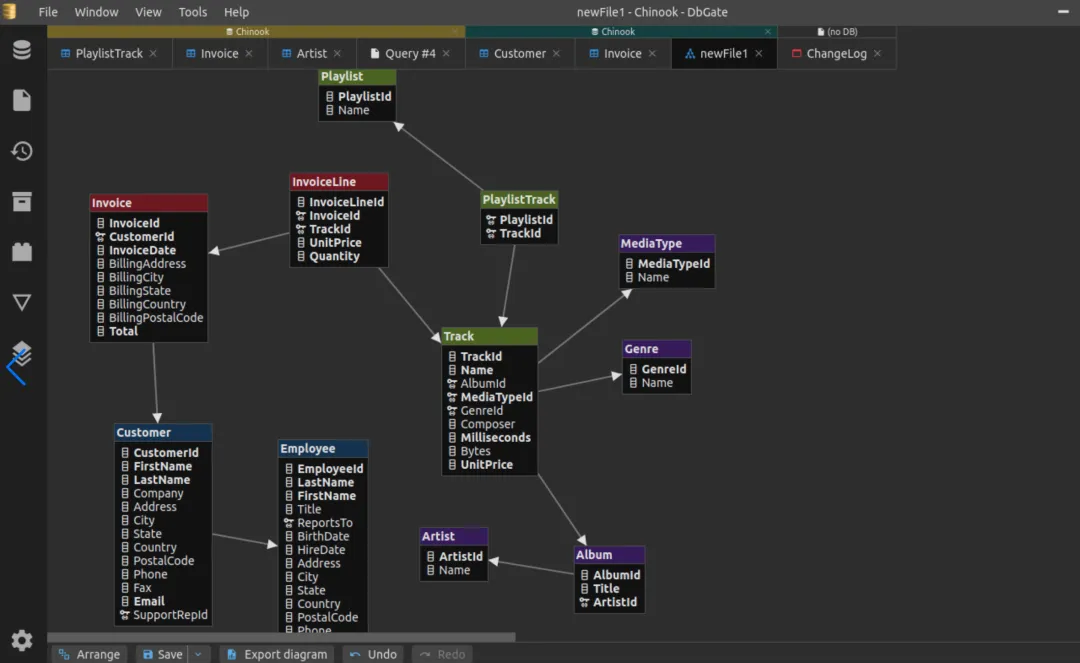 File Window View Tools Help newFile1 - Chinook - DbGate
Chinook Chinook (no DB)
PlaylistTrack Invoice Artist Query #4 Customer Invoice newFile1 ChangeLog
Playlist
PlaylistId
Name
InvoiceLine
InvoiceLineId
InvoiceId
TrackId
UnitPrice
Quantity
Invoice
InvoiceId
CustomerId
InvoiceDate
BillingAddress
BillingCity
BillingState
BillingCountry
BillingPostalCode
Total
PlaylistTrack
PlaylistId
TrackId
MediaType
MediaTypeId
Name
Track
TrackId
Name
AlbumId
MediaTypeId
GenreId
Composer
Milliseconds
Bytes
UnitPrice
Genre
GenreId
Name
Customer
CustomerId
FirstName
LastName
Company
Address
City
State
Country
PostalCode
Phone
Fax
Email
SupportRepId
Employee
EmployeeId
LastName
FirstName
Title
ReportsTo
BirthDate
HireDate
Address
City
State
Country
PostalCode
Phone
Artist
ArtistId
Name
Album
AlbumId
Title
ArtistId
Arrange Save Export diagram Undo Redo